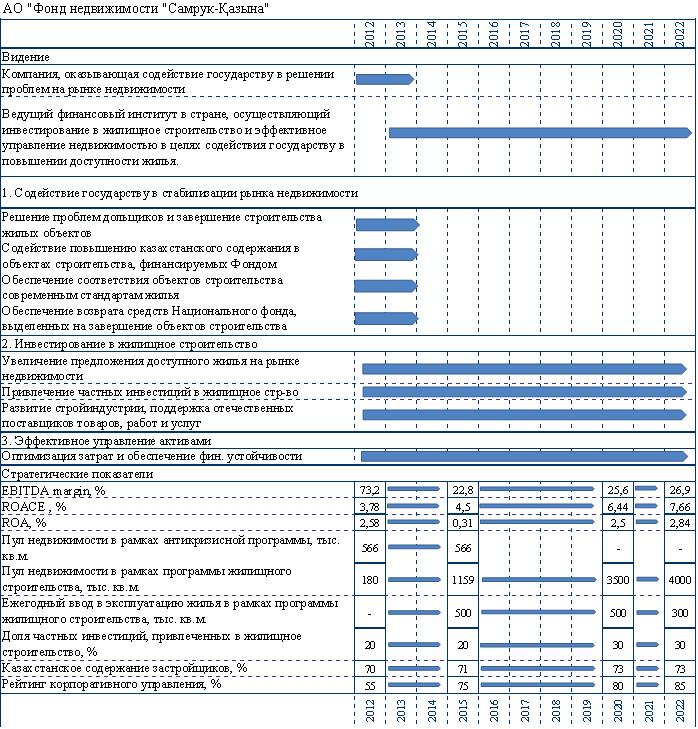 АО "Фонд недвижимости "Самрук-Қазына"
2012 2013 2014 2015 2016 2017 2018 2019 2020 2021 2022
Видение
Компания, оказывающая содействие государству в решении
проблем на рынке недвижимости
Ведущий финансовый институт в стране, осуществляющий
инвестирование в жилищное строительство и эффективное
управление недвижимостью в целях содействия государству в
повышении доступности жилья.
1. Содействие государству в стабилизации рынка недвижимости
Решение проблем дольщиков и завершение строительства
жилых объектов
Содействие повышению казахстанского содержания в
объектах строительства, финансируемых Фондом
Обеспечение соответствия объектов строительства
современным стандартам жилья
Обеспечение возврата средств Национального фонда,
выделенных на завершение объектов строительства
2. Инвестирование в жилищное строительство
Увеличение предложения доступного жилья на рынке
недвижимости
Привлечение частных инвестиций в жилищное стр-во
Развитие стройиндустрии, поддержка отечественных
поставщиков товаров, работ и услуг
3. Эффективное управление активами
Оптимизация затрат и обеспечение фин. устойчивости
Стратегические показатели
EBITDA margin, % 73,2 22,8 25,6 26,9
ROACE , % 3,78 4,5 6,44 7,66
ROA, % 2,58 0,31 2,5 2,84
Пул недвижимости в рамках антикризисной программы, тыс.
кв.м. 566 566 - -
Пул недвижимости в рамках программы жилищного
строительства, тыс. кв.м. 180 1159 3500 4000
Ежегодный ввод в эксплуатацию жилья в рамках программы
жилищного строительства, тыс. кв.м. - 500 500 300
Доля частных инвестиций, привлеченных в жилищное
строительство, % 20 20 30 30
Казахстанское содержание застройщиков, % 70 71 73 73
Рейтинг корпоративного управления, % 55 75 80 85
2012 2013 2014 2015 2016 2017 2018 2019 2020 2021 2022